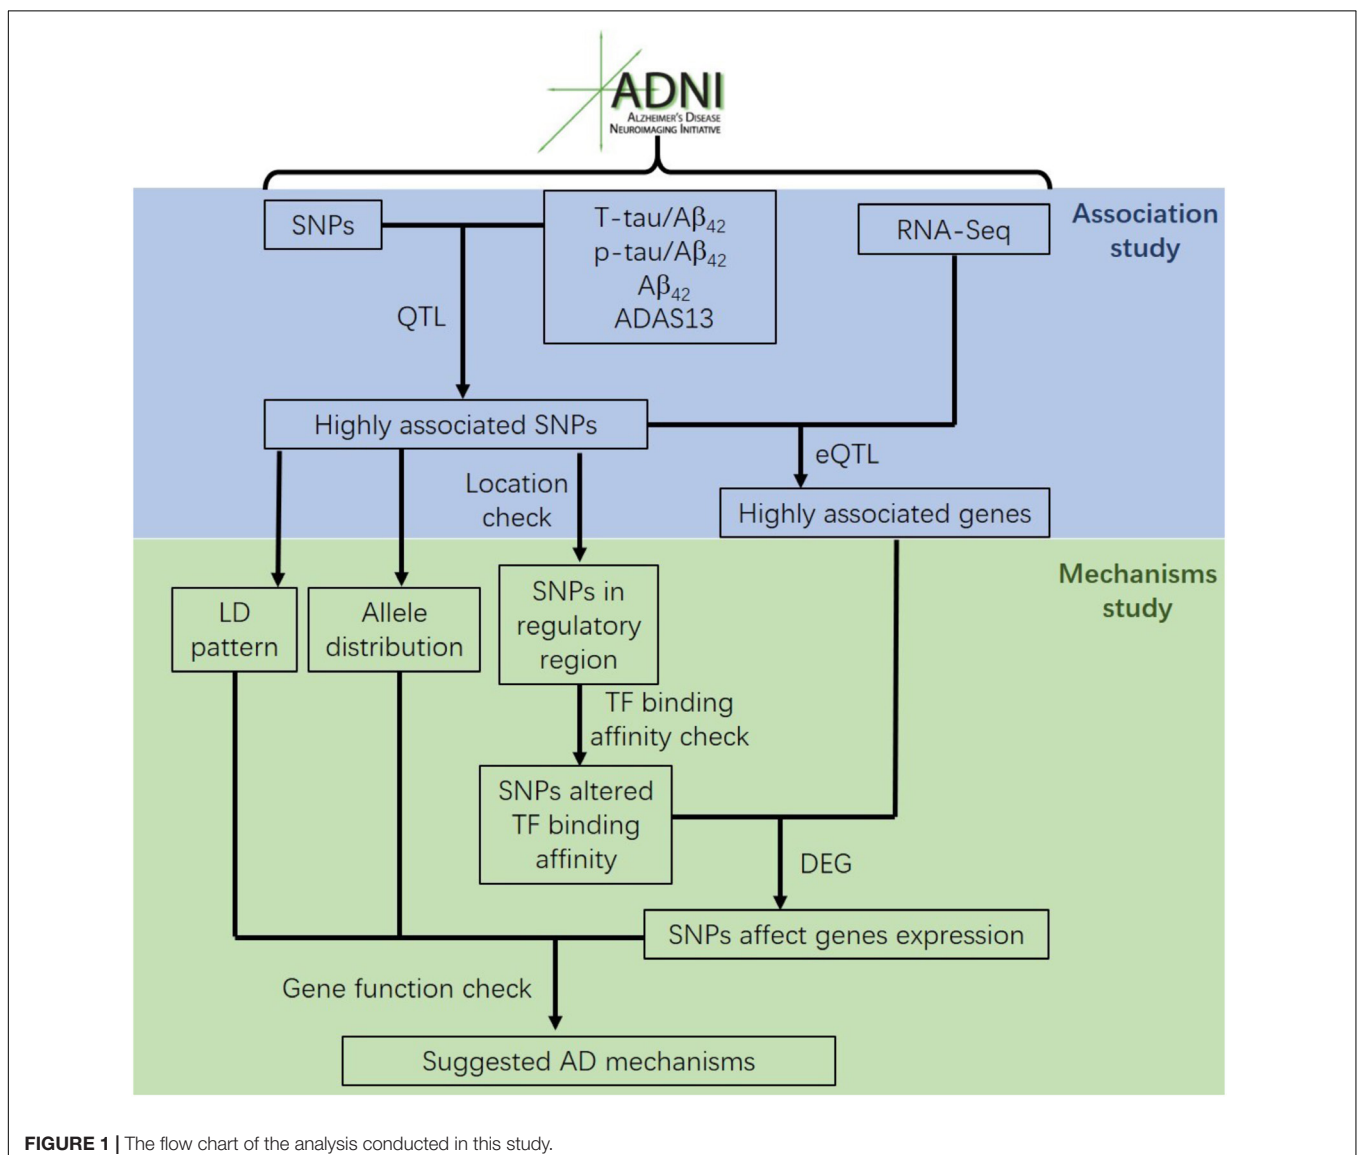 ADNI
ALZHEIMER'S DISEASE
NEUROIMAGING INITIATIVE
SNPs
T-tau/Aβ42
p-tau/Aβ42
Aβ42
ADAS13
RNA-Seq
Association
study
QTL
Highly associated SNPs
eQTL
Location
check
Highly associated genes
Mechanisms
study
LD
pattern
Allele
distribution
SNPs in
regulatory
region
TF binding
affinity check
SNPs altered
TF binding
affinity
DEG
SNPs affect genes expression
Gene function check
Suggested AD mechanisms
FIGURE 1 | The flow chart of the analysis conducted in this study.